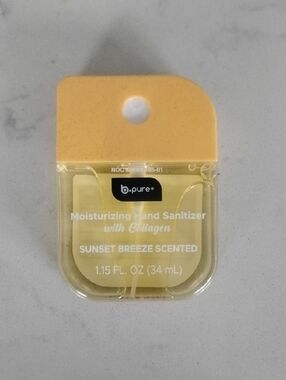 b.pure
Moisturizing Hand Sanitizer
with Collagen
SUNSET BREEZE SCENTED
1.15 FL. OZ (34 mL)